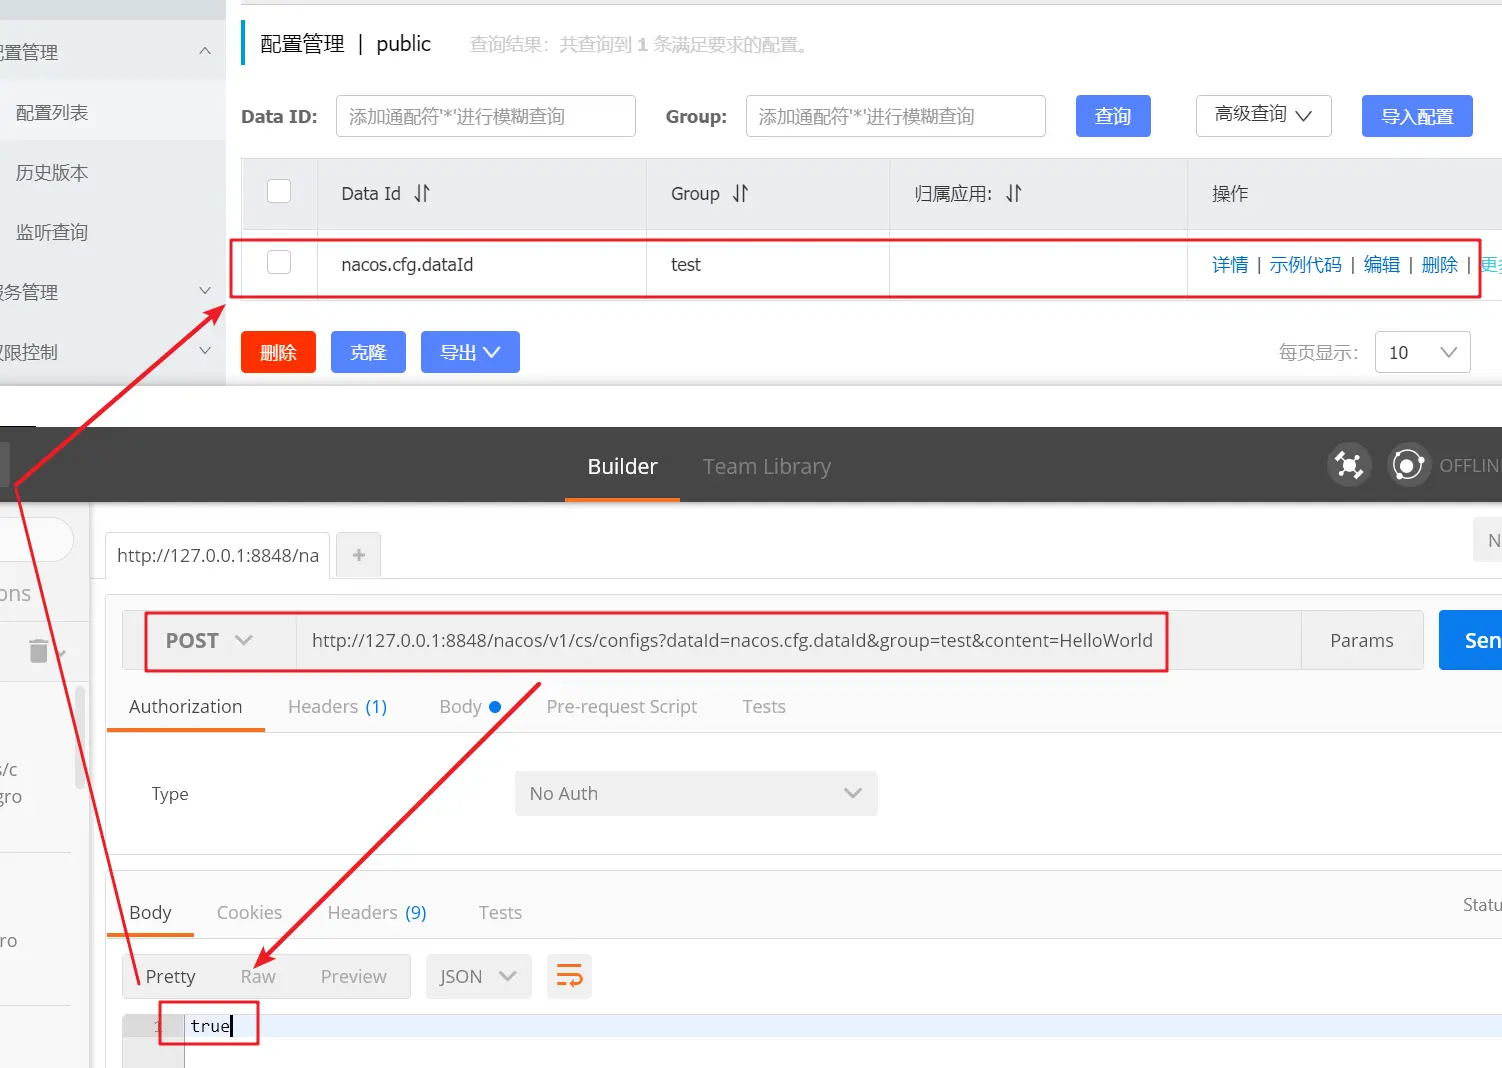 配置管理 | public 查询结果：共查询到 1 条满足要求的配置。
置管理
配置列表
历史版本
监听查询
务管理
限控制
Data ID: 添加通配符'*'进行模糊查询 Group: 添加通配符'*'进行模糊查询 查询 高级查询 导入配置
Data Id Group 归属应用: 操作
nacos.cfg.dataId test 详情 | 示例代码 | 编辑 | 删除 | 更多
删除 克隆 导出 每页显示： 10
Builder Team Library OFFLIN
http://127.0.0.1:8848/na + N
ons
POST http://127.0.0.1:8848/nacos/v1/cs/configs?dataId=nacos.cfg.dataId&group=test&content=HelloWorld Params Sen
Authorization Headers (1) Body Pre-request Script Tests
s/c
gro
Type No Auth
ro
Body Cookies Headers (9) Tests Statu
Pretty Raw Preview JSON
1 true